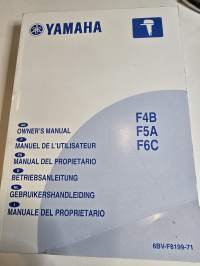 YAMAHA
F4B
F5A
F6C
OWNER'S MANUAL
MANUEL DE L'UTILISATEUR
MANUAL DEL PROPIETARIO
BETRIEBSANLEITUNG
GEBRUIKERSHANDLEIDING
MANUALE DEL PROPRIETARIO
6BV-F8199-71